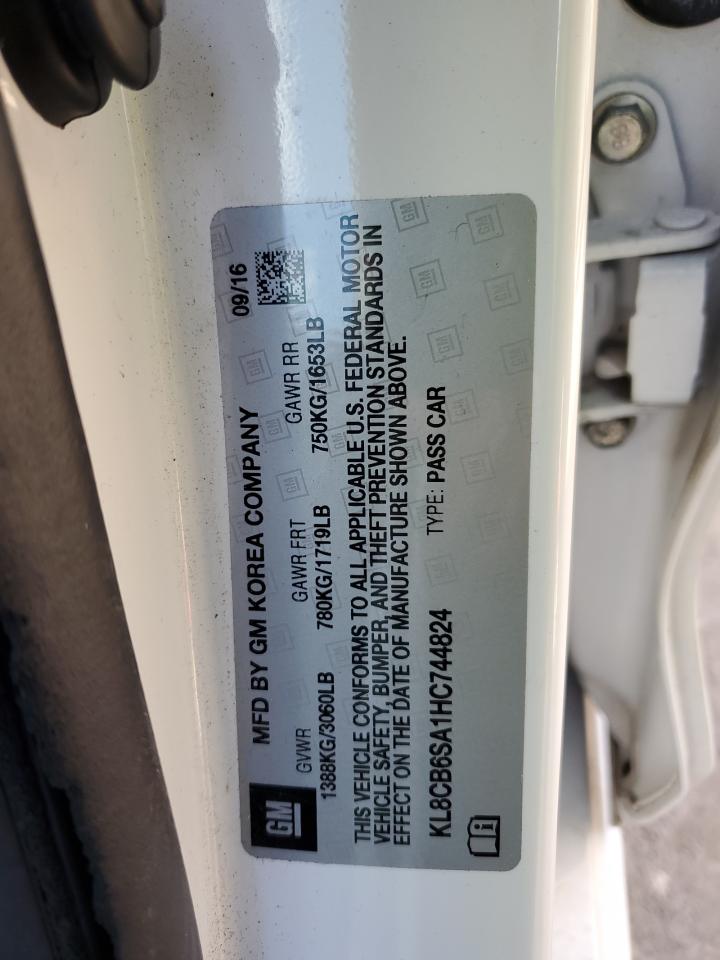 GM
MFD BY GM KOREA COMPANY 09/16
GVWR GAWR FRT GAWR RR
1388KG/3060LB 780KG/1719LB 750KG/1653LB
THIS VEHICLE CONFORMS TO ALL APPLICABLE U.S. FEDERAL MOTOR
VEHICLE SAFETY, BUMPER, AND THEFT PREVENTION STANDARDS IN
EFFECT ON THE DATE OF MANUFACTURE SHOWN ABOVE.
KL8CB6SA1HC744824 TYPE: PASS CAR